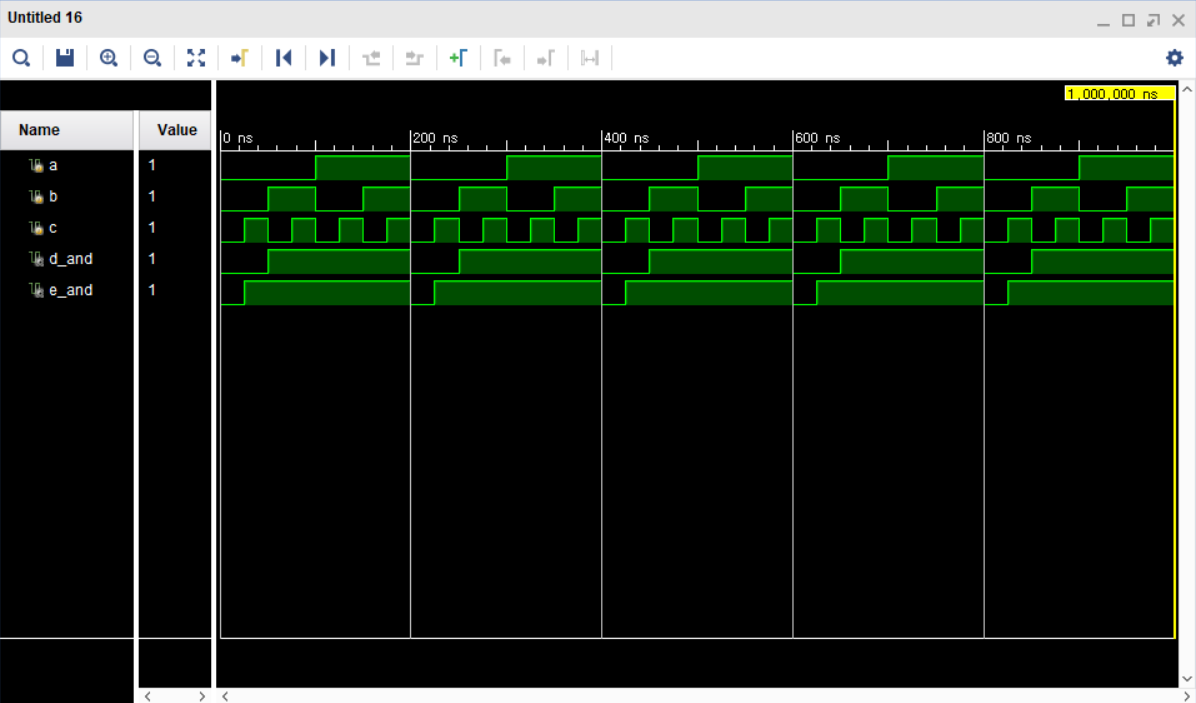 Untitled 16
1,000,000 ns
Name Value
0 ns 200 ns 400 ns 600 ns 800 ns
a 1
b 1
c 1
d_and 1
e_and 1